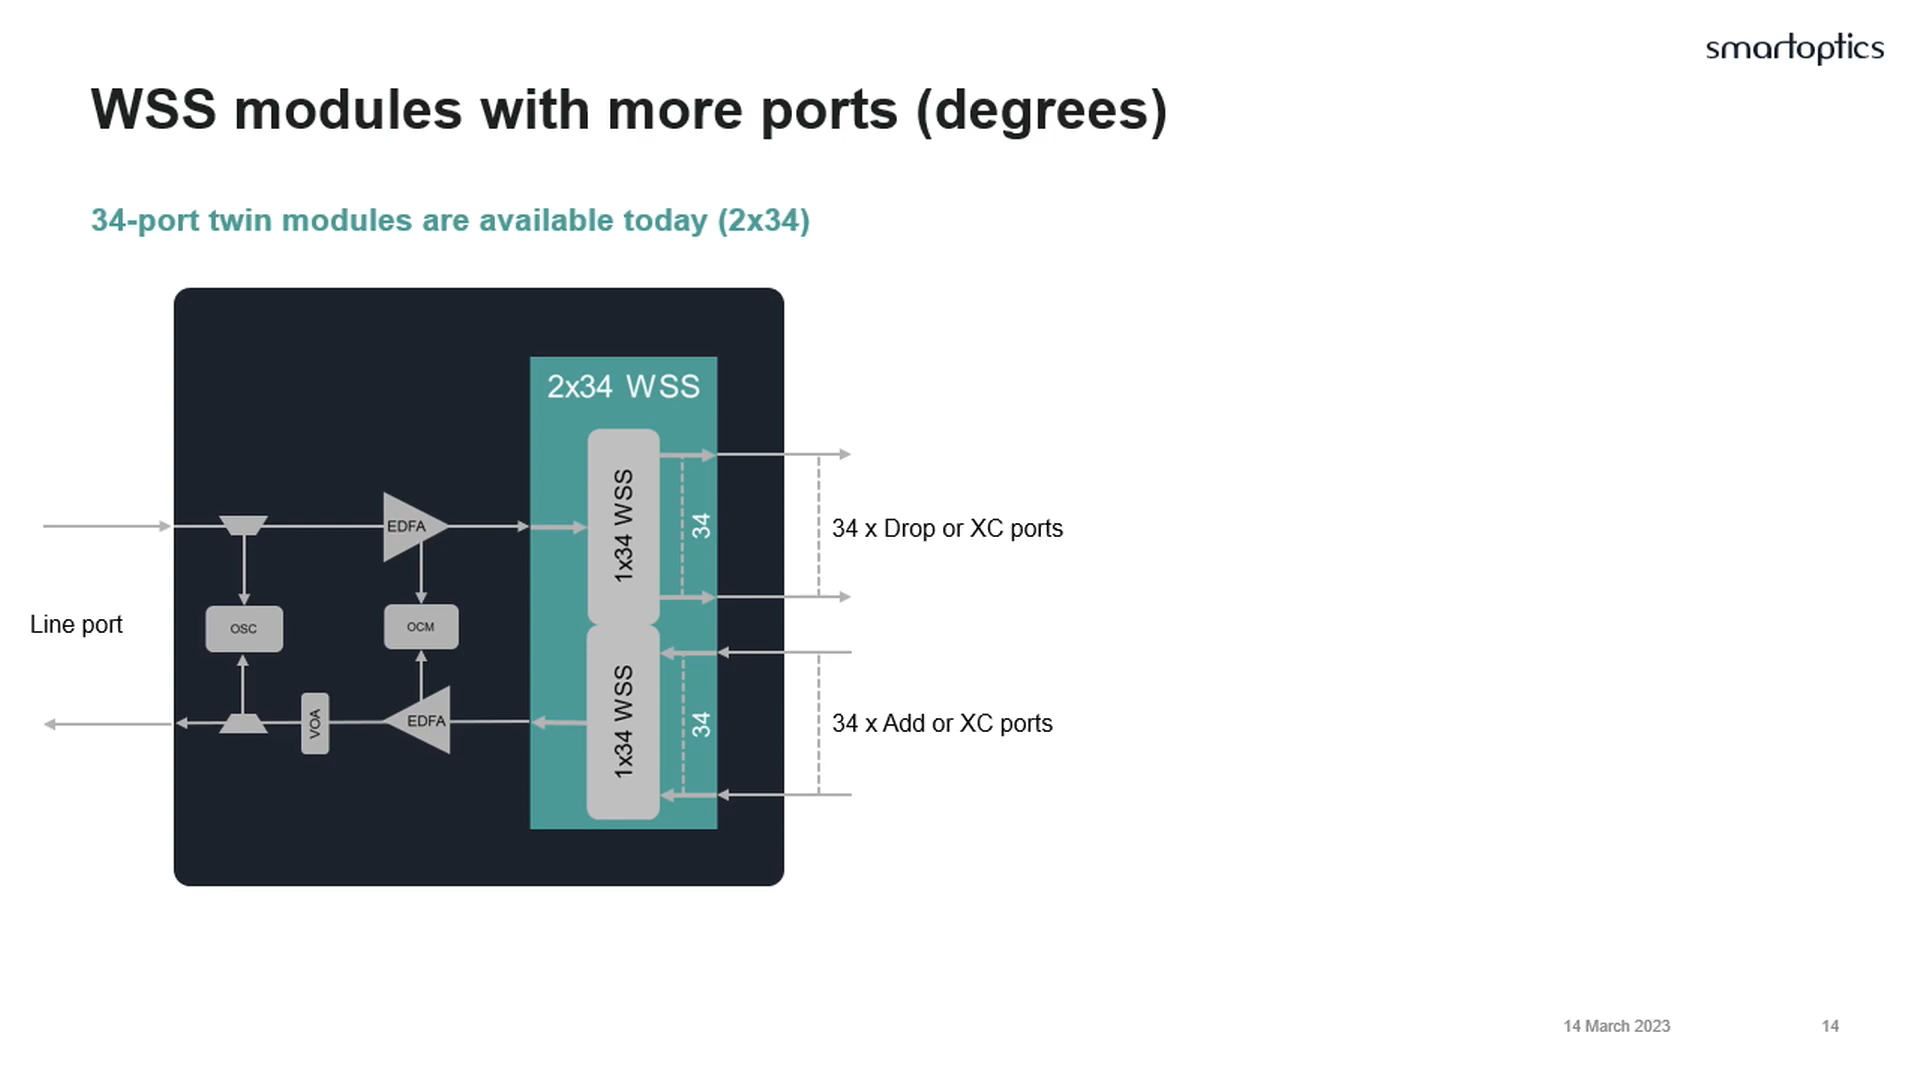 smartoptics
WSS modules with more ports (degrees)
34-port twin modules are available today (2x34)
2x34 WSS
1x34 WSS
34
34 x Drop or XC ports
EDFA
Line port
OSC
OCM
VOA
EDFA
1x34 WSS
34
34 x Add or XC ports
14 March 2023
14